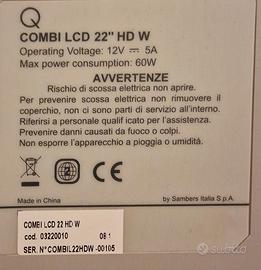 Q
COMBI LCD 22" HD W
Operating Voltage: 12V ⎓ 5A
Max power consumption: 60W
AVVERTENZE
Rischio di scossa elettrica non aprire.
Per prevenire scossa elettrica non rimuovere il
coperchio, non ci sono parti di servizio all'interno.
Riferirsi a personale qualificato per l'assistenza.
Prevenire danni causati da fuoco o colpi.
Non esporre l'apparecchio a pioggia o umidità.
CE
Made in China
by Sambers Italia S.p.A.
COMBI LCD 22 HD W
cod. 03220010 08.1
SER. N°COMBIL22HDW -00105
subito